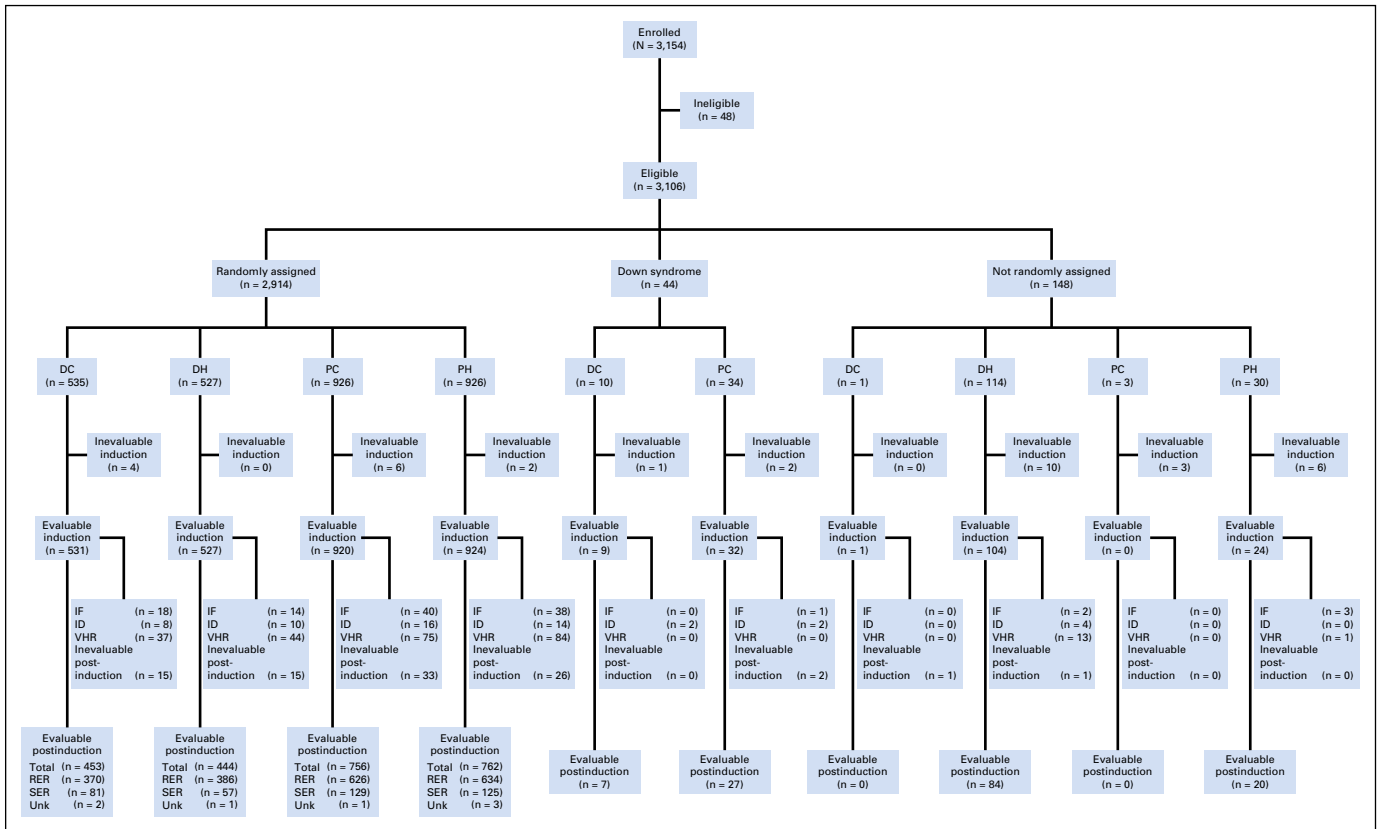 Enrolled
(N = 3,154)
Ineligible
(n = 48)
Eligible
(n = 3,106)
Randomly assigned
(n = 2,914)
Down syndrome
(n = 44)
Not randomly assigned
(n = 148)
DC
(n = 535)
DH
(n = 527)
PC
(n = 926)
PH
(n = 926)
DC
(n = 10)
PC
(n = 34)
DC
(n = 1)
DH
(n = 114)
PC
(n = 3)
PH
(n = 30)
Inevaluable
induction
(n = 4)
Inevaluable
induction
(n = 0)
Inevaluable
induction
(n = 6)
Inevaluable
induction
(n = 2)
Inevaluable
induction
(n = 1)
Inevaluable
induction
(n = 2)
Inevaluable
induction
(n = 0)
Inevaluable
induction
(n = 10)
Inevaluable
induction
(n = 3)
Inevaluable
induction
(n = 6)
Evaluable
induction
(n = 531)
Evaluable
induction
(n = 527)
Evaluable
induction
(n = 920)
Evaluable
induction
(n = 924)
Evaluable
induction
(n = 9)
Evaluable
induction
(n = 32)
Evaluable
induction
(n = 1)
Evaluable
induction
(n = 104)
Evaluable
induction
(n = 0)
Evaluable
induction
(n = 24)
IF (n = 18)
ID (n = 8)
VHR (n = 37)
Inevaluable
post-
induction (n = 15)
IF (n = 14)
ID (n = 10)
VHR (n = 44)
Inevaluable
post-
induction (n = 15)
IF (n = 40)
ID (n = 16)
VHR (n = 75)
Inevaluable
post-
induction (n = 33)
IF (n = 38)
ID (n = 14)
VHR (n = 84)
Inevaluable
post-
induction (n = 26)
IF (n = 0)
ID (n = 2)
VHR (n = 0)
Inevaluable
post-
induction (n = 0)
IF (n = 1)
ID (n = 2)
VHR (n = 0)
Inevaluable
post-
induction (n = 2)
IF (n = 0)
ID (n = 0)
VHR (n = 0)
Inevaluable
post-
induction (n = 1)
IF (n = 2)
ID (n = 4)
VHR (n = 13)
Inevaluable
post-
induction (n = 1)
IF (n = 0)
ID (n = 0)
VHR (n = 0)
Inevaluable
post-
induction (n = 0)
IF (n = 3)
ID (n = 0)
VHR (n = 1)
Inevaluable
post-
induction (n = 0)
Evaluable
postinduction
Total (n = 453)
RER (n = 370)
SER (n = 81)
Unk (n = 2)
Evaluable
postinduction
Total (n = 444)
RER (n = 386)
SER (n = 57)
Unk (n = 1)
Evaluable
postinduction
Total (n = 756)
RER (n = 626)
SER (n = 129)
Unk (n = 1)
Evaluable
postinduction
Total (n = 762)
RER (n = 634)
SER (n = 125)
Unk (n = 3)
Evaluable
postinduction
(n = 7)
Evaluable
postinduction
(n = 27)
Evaluable
postinduction
(n = 0)
Evaluable
postinduction
(n = 84)
Evaluable
postinduction
(n = 0)
Evaluable
postinduction
(n = 20)